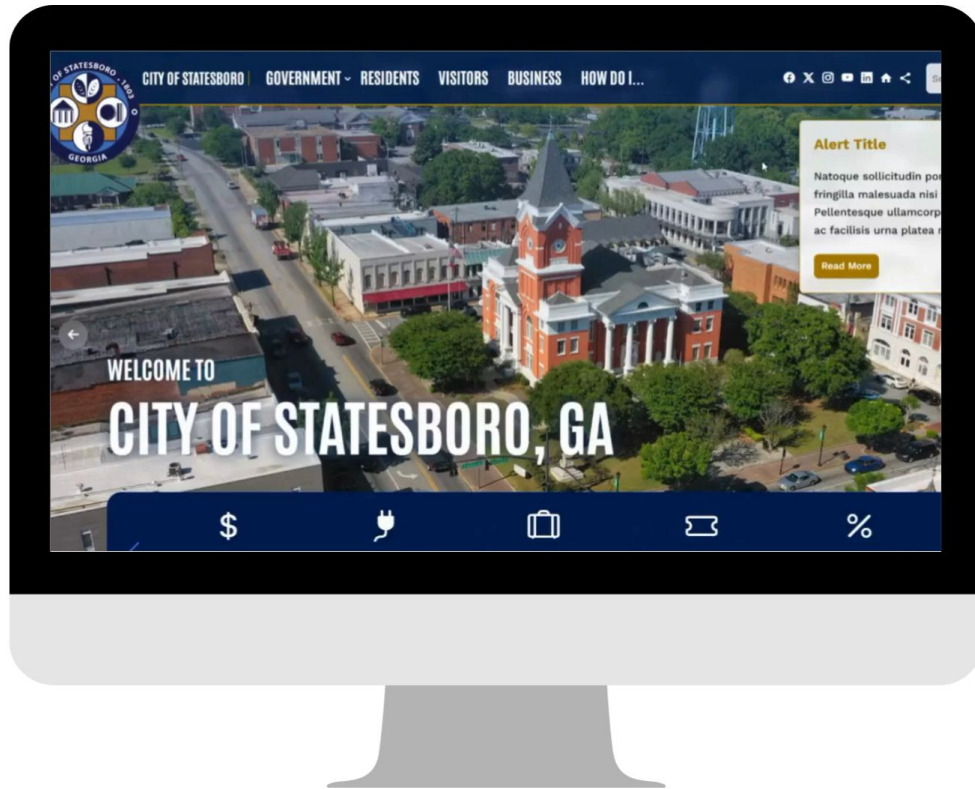 OF STATESBORO, 1803
GEORGIA
CITY OF STATESBORO
GOVERNMENT RESIDENTS VISITORS BUSINESS HOW DO I...
Alert Title
Natoque sollicitudin
fringilla malesuada nisi
Pellentesque
ac facilisis urna platea
Read More
WELCOME TO
CITY OF STATESBORO, GA
$ %